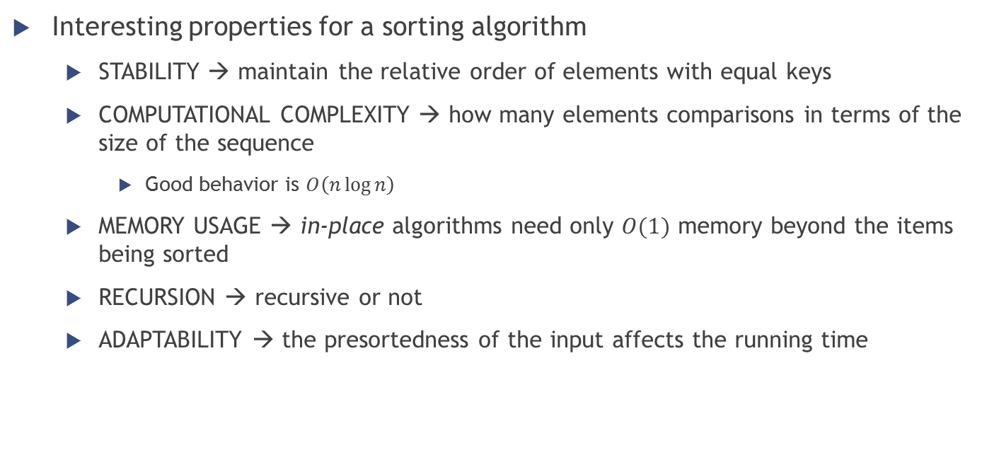 Interesting properties for a sorting algorithm
STABILITY → maintain the relative order of elements with equal keys
COMPUTATIONAL COMPLEXITY → how many elements comparisons in terms of the
size of the sequence
Good behavior is O(n log n)
MEMORY USAGE → in-place algorithms need only O(1) memory beyond the items
being sorted
RECURSION → recursive or not
ADAPTABILITY → the presortedness of the input affects the running time